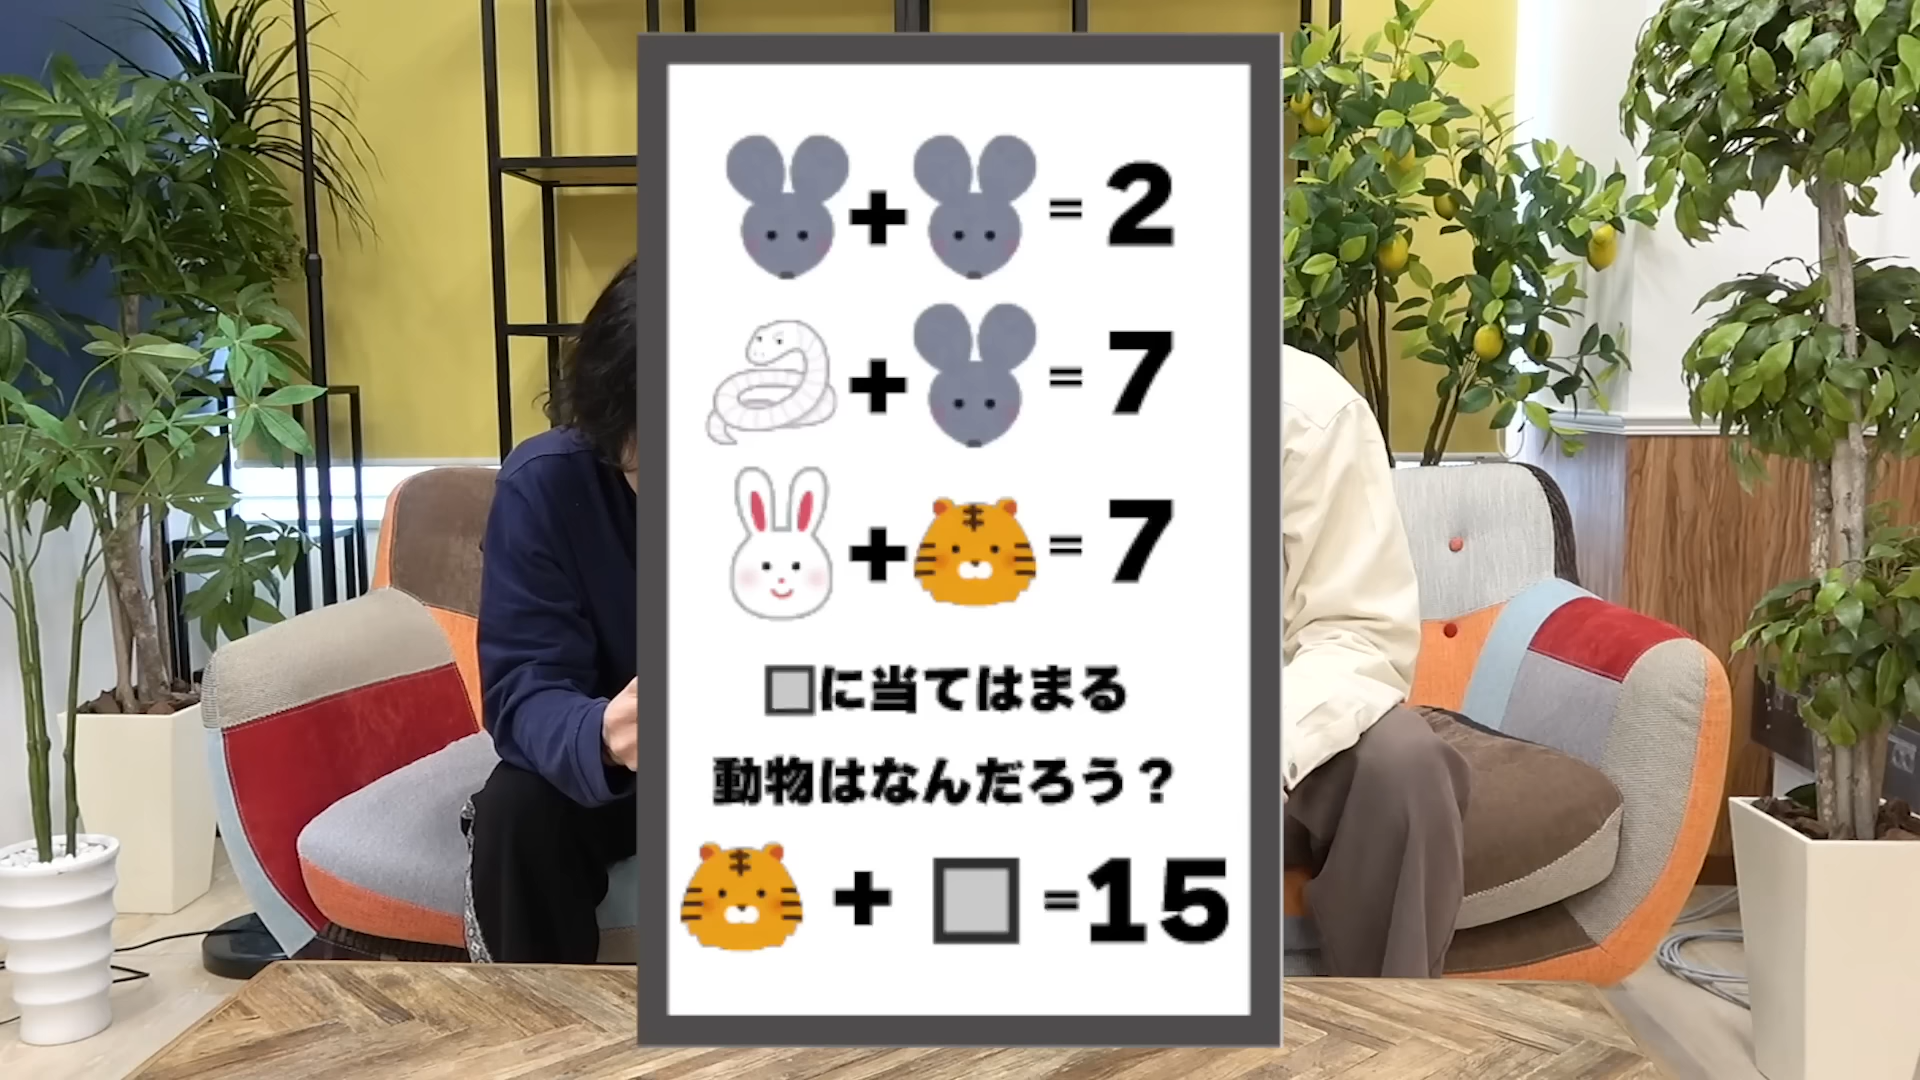 + = 2
+ = 7
+ = 7
□に当てはまる
動物はなんだろう？
+ □ =15